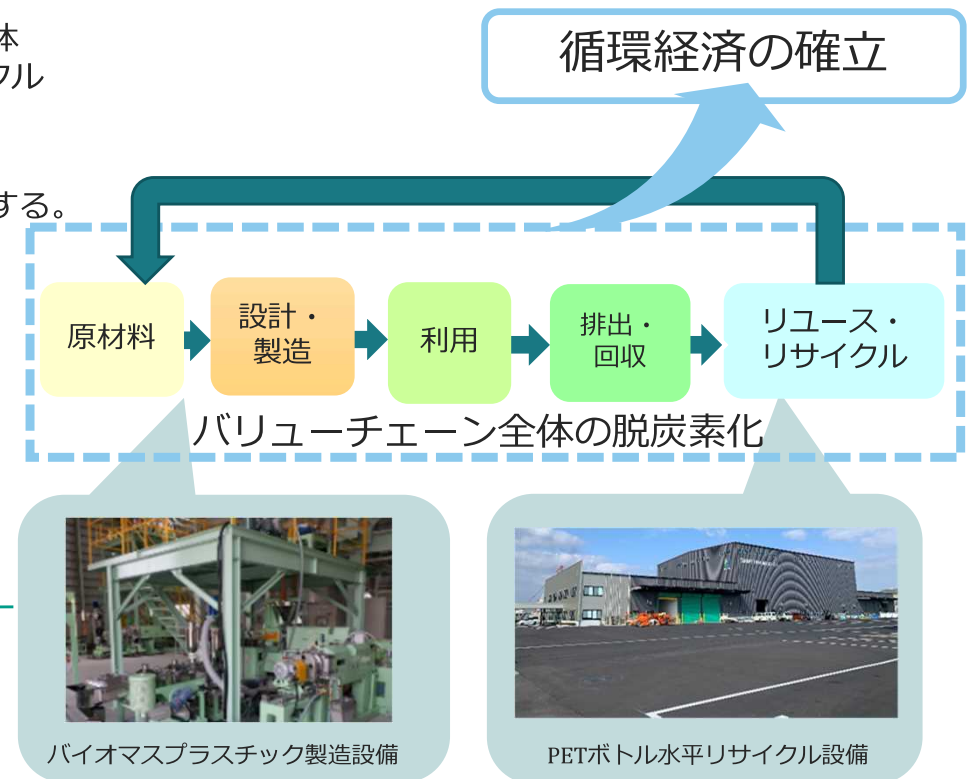 体
クル
循環経済の確立
する。
原材料
設計・
製造
利用
排出・
回収
リユース・
リサイクル
バリューチェーン全体の脱炭素化
バイオマスプラスチック製造設備
PETボトル水平リサイクル設備